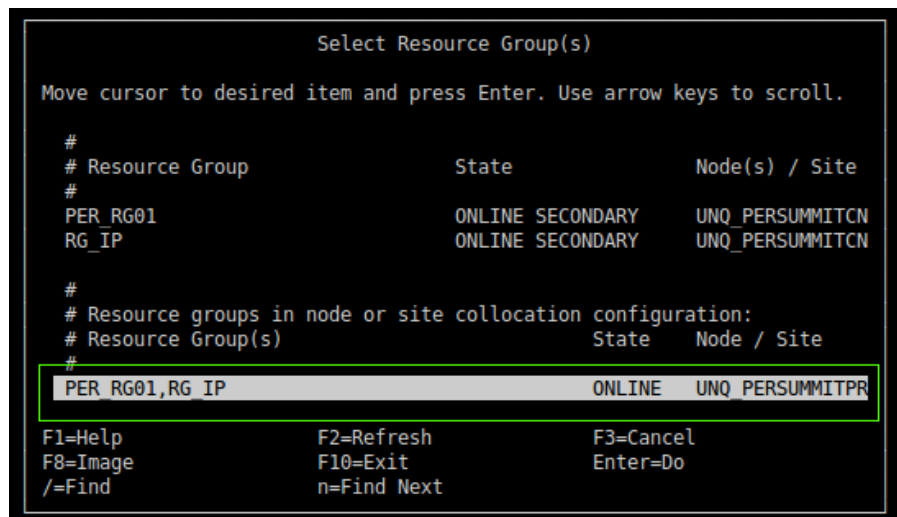 Select Resource Group(s)
Move cursor to desired item and press Enter. Use arrow keys to scroll.
#
# Resource Group State Node(s) / Site
#
PER_RG01 ONLINE SECONDARY UNQ_PERSUMMITCN
RG_IP ONLINE SECONDARY UNQ_PERSUMMITCN
#
# Resource groups in node or site collocation configuration:
# Resource Group(s) State Node / Site
#
PER_RG01,RG_IP ONLINE UNQ_PERSUMMITPR
F1=Help F2=Refresh F3=Cancel
F8=Image F10=Exit Enter=Do
/=Find n=Find Next